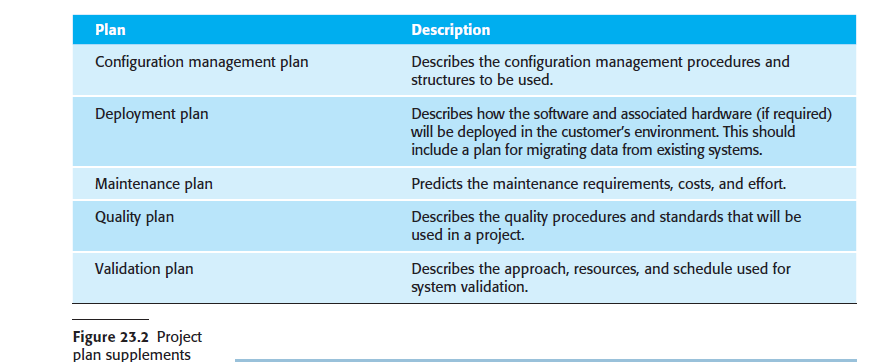 Plan Description
Configuration management plan Describes the configuration management procedures and
structures to be used.
Deployment plan Describes how the software and associated hardware (if required)
will be deployed in the customer's environment. This should
include a plan for migrating data from existing systems.
Maintenance plan Predicts the maintenance requirements, costs, and effort.
Quality plan Describes the quality procedures and standards that will be
used in a project.
Validation plan Describes the approach, resources, and schedule used for
system validation.
Figure 23.2 Project
plan supplements